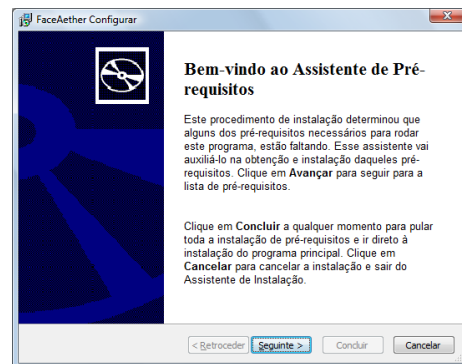 FaceAether Configurar
Bem-vindo ao Assistente de Pré-
requisitos
Este procedimento de instalação determinou que
alguns dos pré-requisitos necessários para rodar
este programa, estão faltando. Esse assistente vai
auxiliá-lo na obtenção e instalação daqueles pré-
requisitos. Clique em Avançar para seguir para a
lista de pré-requisitos.
Clique em Concluir a qualquer momento para pular
toda a instalação de pré-requisitos e ir direto à
instalação do programa principal. Clique em
Cancelar para cancelar a instalação e sair do
Assistente de Instalação.
< Retroceder Seguinte > Concluir Cancelar